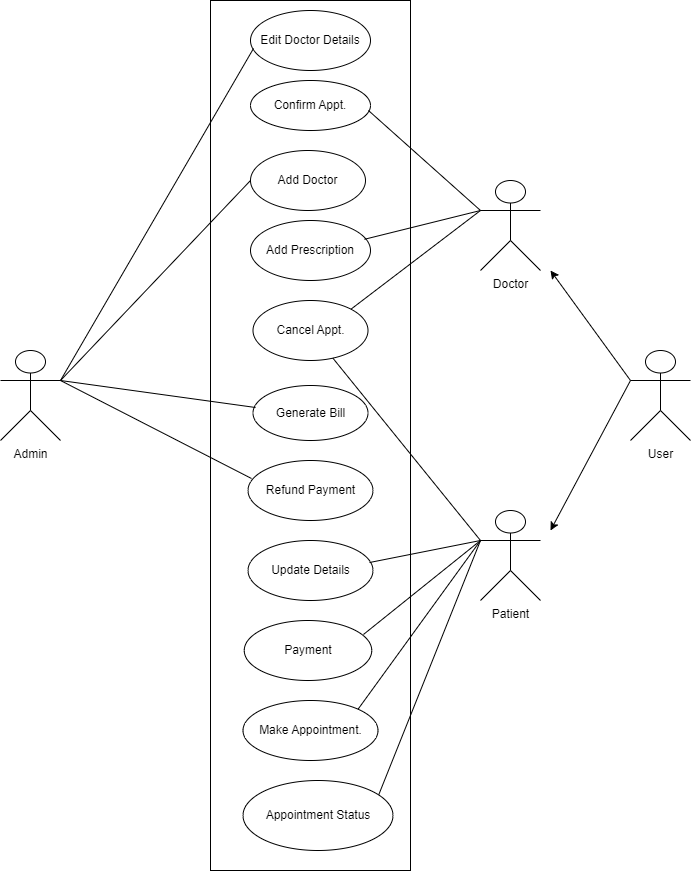 Edit Doctor Details
Confirm Appt.
Add Doctor
Add Prescription
Doctor
Cancel Appt.
Admin
User
Generate Bill
Refund Payment
Update Details
Patient
Payment
Make Appointment.
Appointment Status